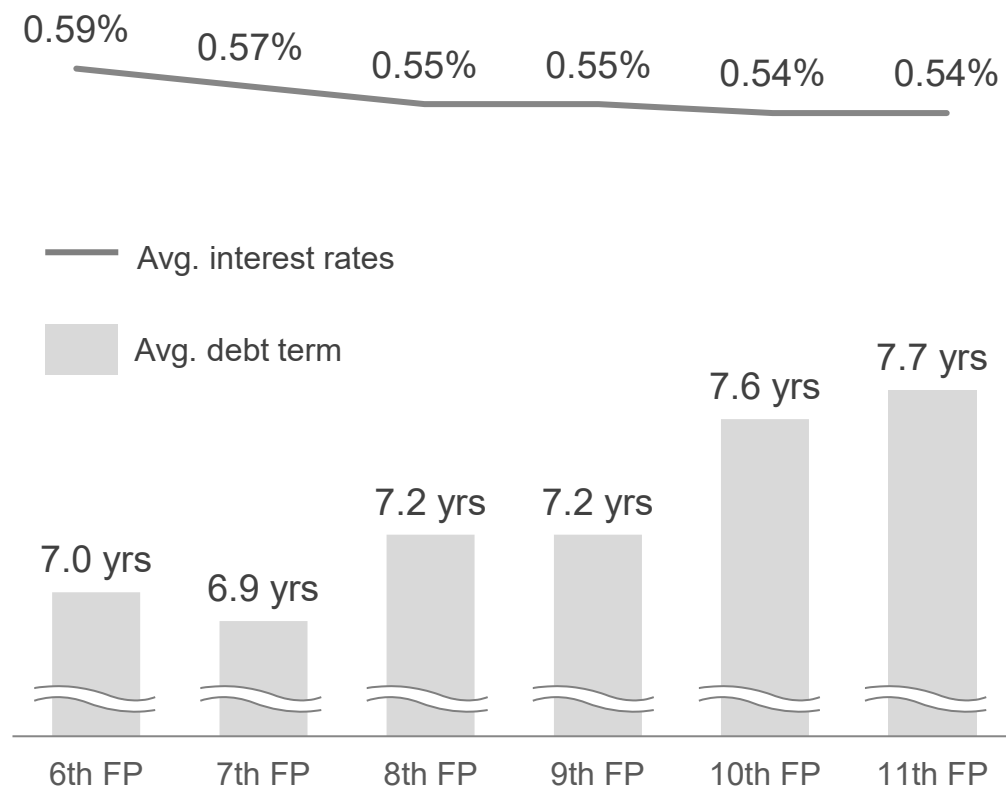 0.59%
0.57%
0.55%
0.55%
0.54%
0.54%
Avg. interest rates
Avg. debt term
7.0 yrs
6.9 yrs
7.2 yrs
7.2 yrs
7.6 yrs
7.7 yrs
6th FP
7th FP
8th FP
9th FP
10th FP
11th FP